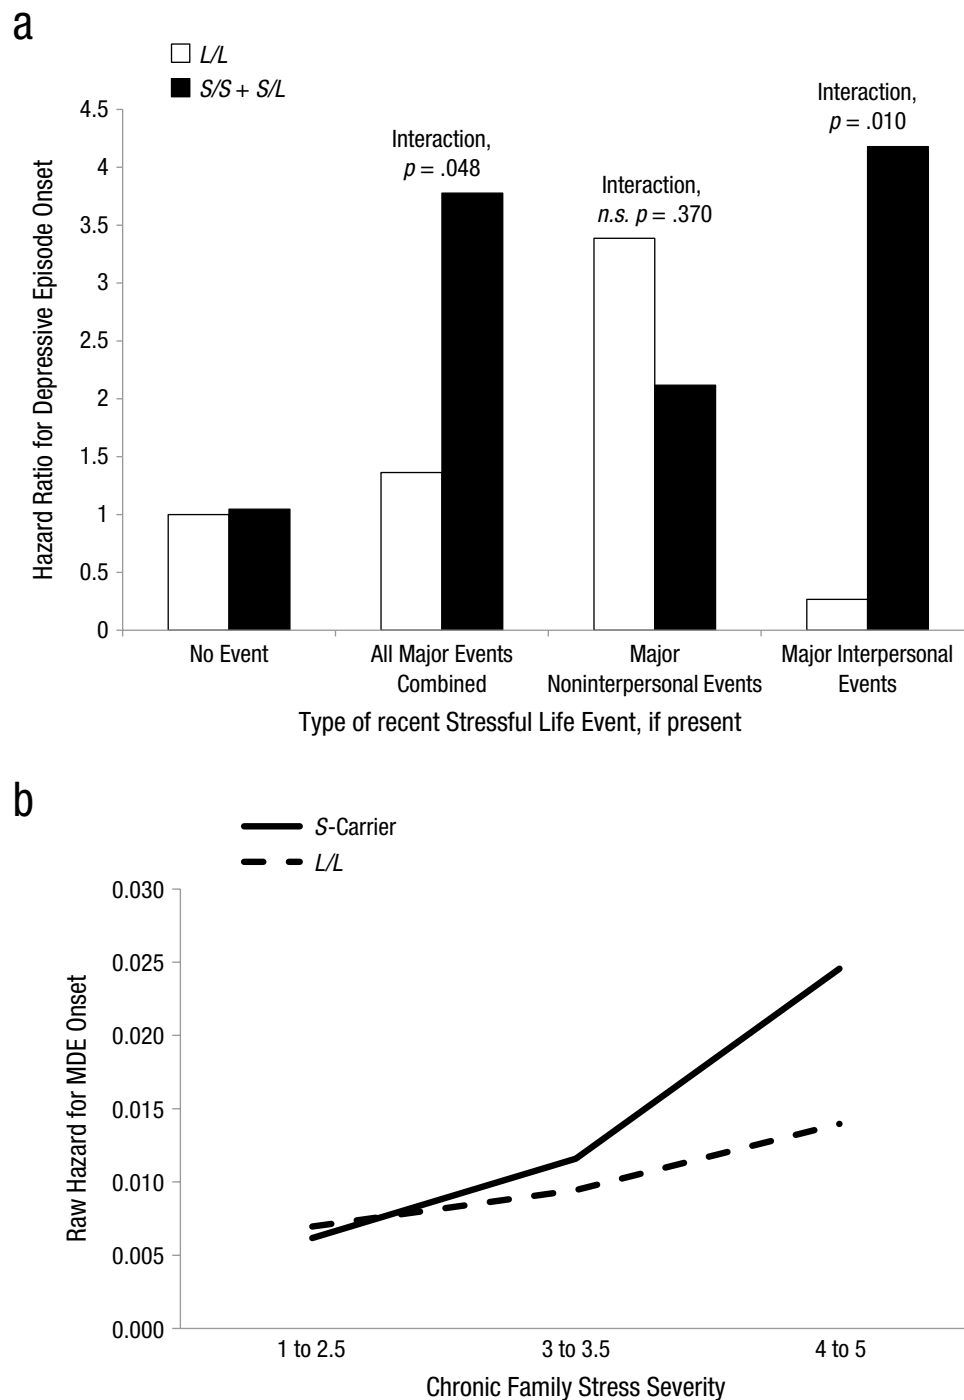 a
L/L
S/S + S/L
Hazard Ratio for Depressive Episode Onset
4.5
4
3.5
3
2.5
2
1.5
1
0.5
0
Interaction,
p = .048
Interaction,
n.s. p = .370
Interaction,
p = .010
No Event
All Major Events
Combined
Major
Noninterpersonal Events
Major Interpersonal
Events
Type of recent Stressful Life Event, if present
b
S-Carrier
L/L
Raw Hazard for MDE Onset
0.030
0.025
0.020
0.015
0.010
0.005
0.000
1 to 2.5
3 to 3.5
4 to 5
Chronic Family Stress Severity